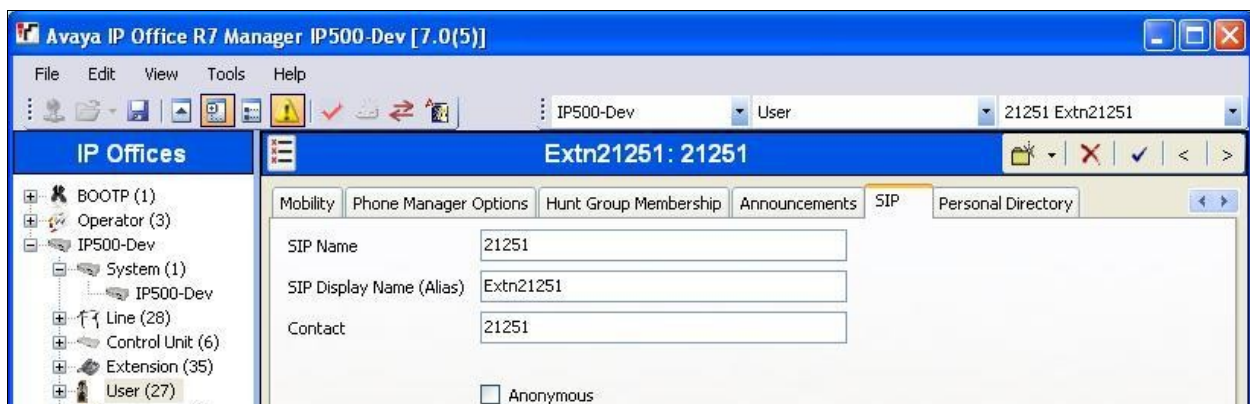 Avaya IP Office R7 Manager IP500-Dev [7.0(5)]
File Edit View Tools Help
IP500-Dev User 21251 Extn21251
IP Offices
Extn21251: 21251
BOOTP (1)
Operator (3)
IP500-Dev
System (1)
IP500-Dev
Line (28)
Control Unit (6)
Extension (35)
User (27)
Mobility Phone Manager Options Hunt Group Membership Announcements SIP Personal Directory
SIP Name 21251
SIP Display Name (Alias) Extn21251
Contact 21251
Anonymous